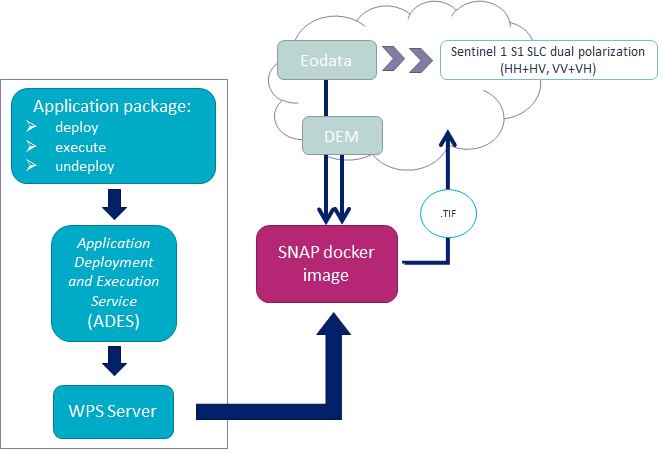 Eodata
Sentinel 1 S1 SLC dual polarization
(HH+HV, VV+VH)
Application package:
deploy
execute
undeploy
DEM
.TIF
Application
Deployment
and Execution
Service
(ADES)
SNAP docker
image
WPS Server